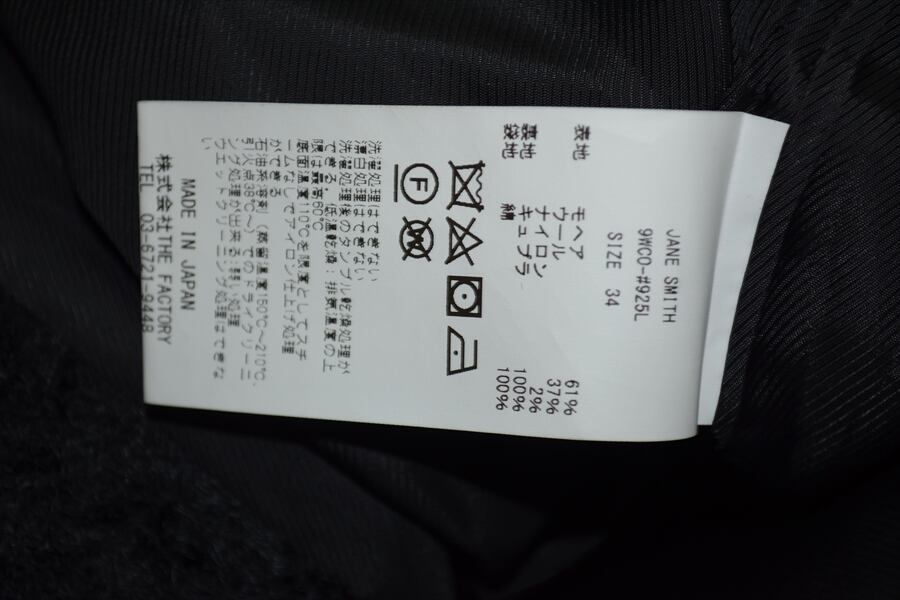 JANE SMITH
9WCO-#925L
SIZE 34
表地 モヘア 61%
ウール 37%
ナイロン 2%
裏地 キュプラ 100%
袋地 綿 100%
F
洗濯処理はできない
漂白処理はできない
洗濯処理後のタンブル乾燥処理が
できる。低温乾燥:排気温度の上
限は最高60℃
底面温度110℃を限度としてスチ
ームなしでアイロン仕上げ処理
ができる
石油系溶剤(蒸留温度150℃〜210℃、
引火点38℃〜)でのドライクリーニ
ング処理が出来る:弱い処理
ウエットクリーニング処理はできな
い
MADE IN JAPAN
株式会社THE FACTORY
TEL 03-6721-9448